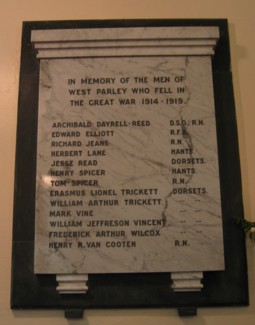 IN MEMORY OF THE MEN OF
WEST PARLEY WHO FELL IN
THE GREAT WAR 1914-1919.
ARCHIBALD DAYRELL-REED D.S.O., R.N.
EDWARD ELLIOTT R.F.
RICHARD JEANS R.N.
HERBERT LANE HANTS
JESSE READ DORSETS
HENRY SPICER HANTS
TOM SPICER R.N.
ERASMUS LIONEL TRICKETT DORSETS
WILLIAM ARTHUR TRICKETT " "
MARK VINE " "
WILLIAM JEFFRESON VINCENT " "
FREDERICK ARTHUR WILCOX " "
HENRY R. VAN COOTEN R.N.